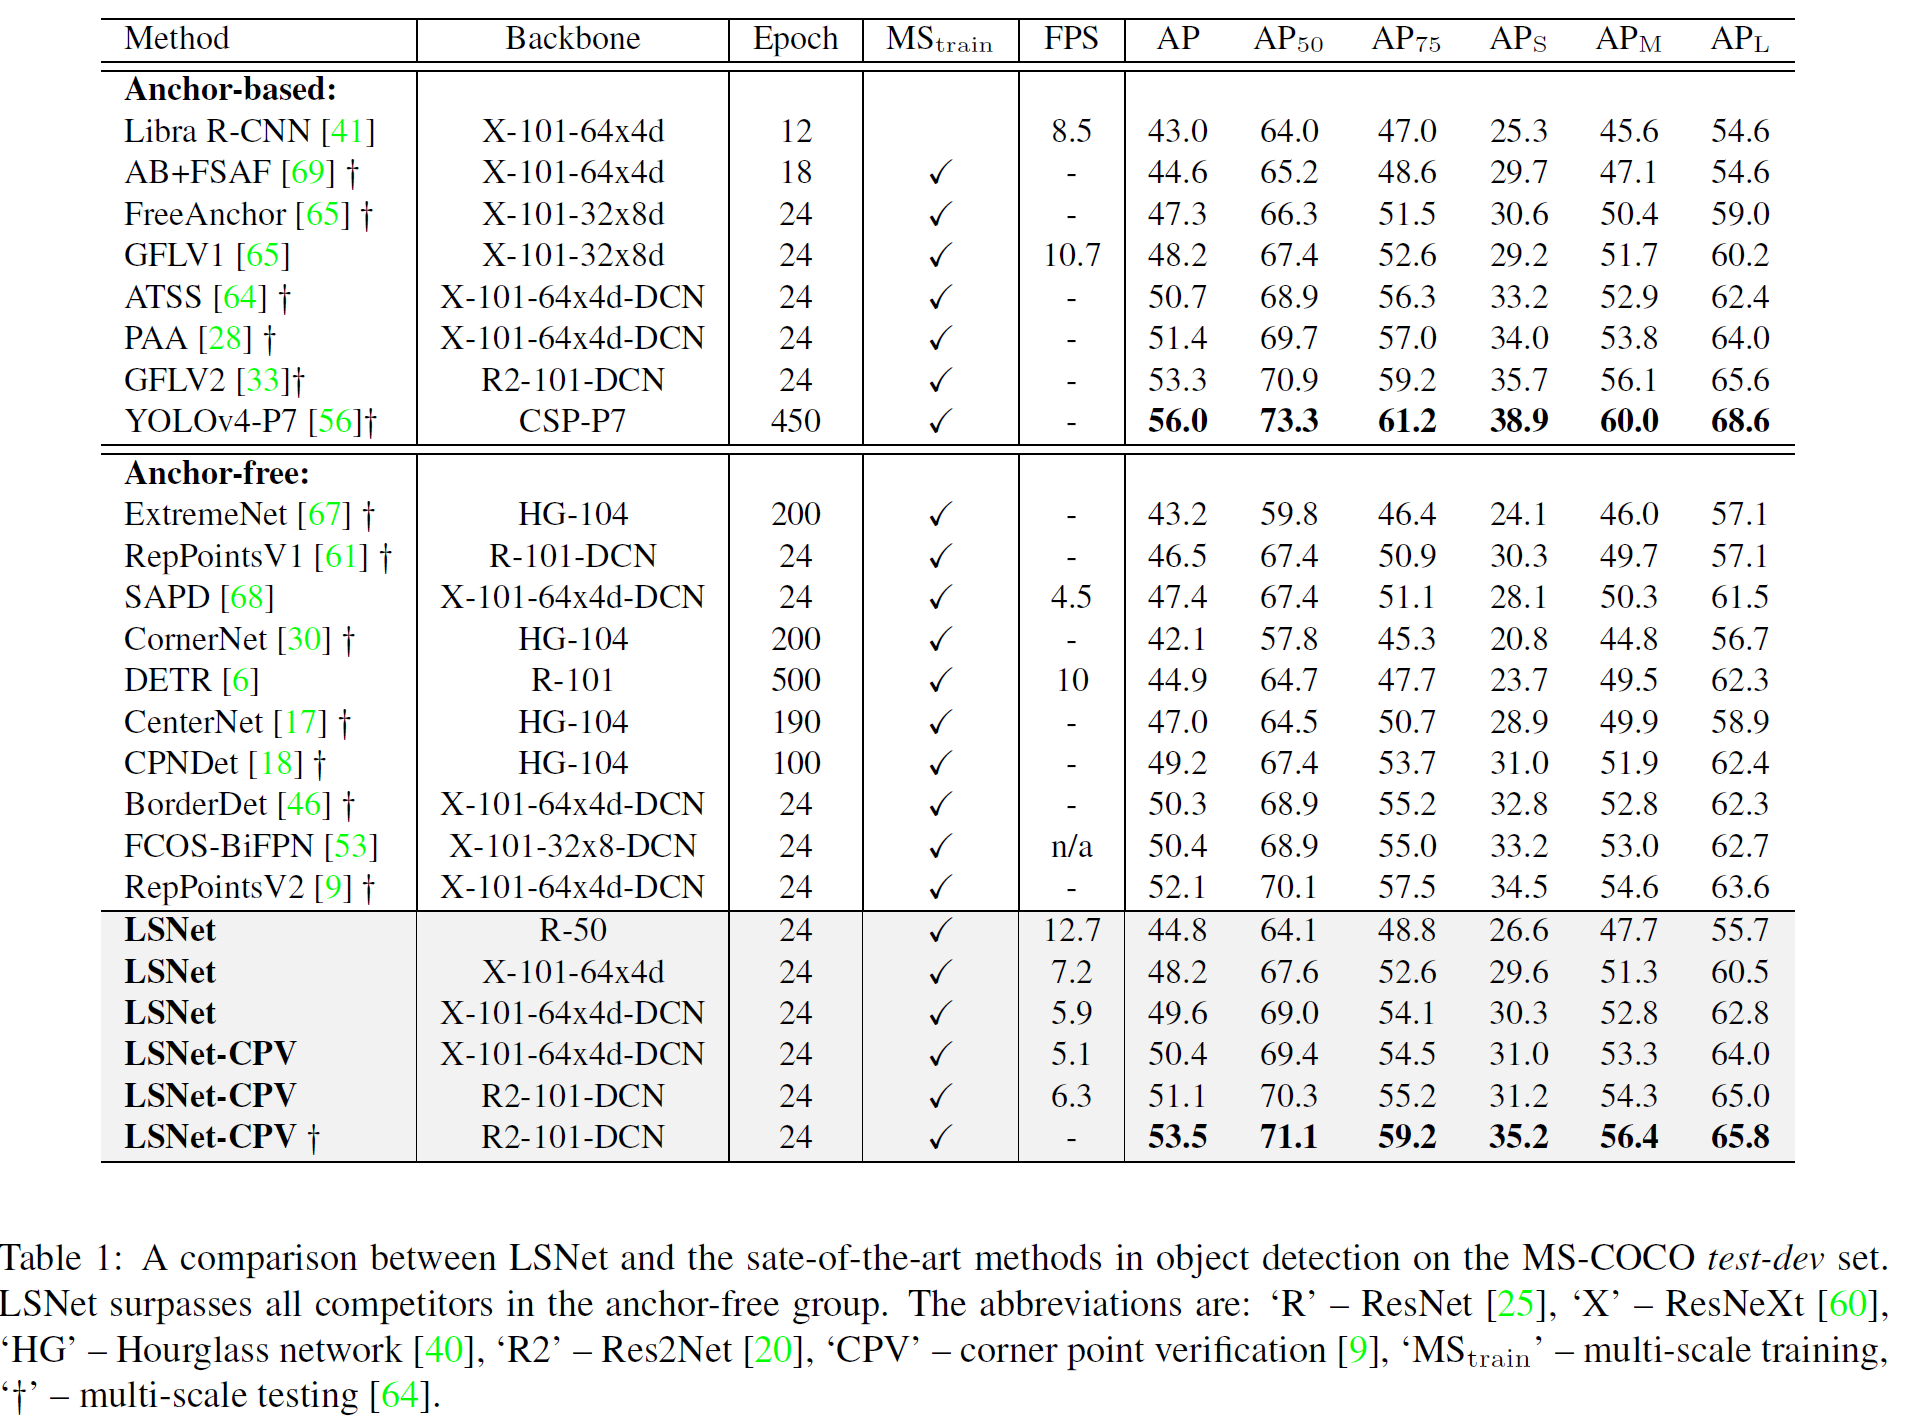 Method Backbone Epoch MStrain FPS AP AP50 AP75 APS APM APL
Anchor-based:
Libra R-CNN [41] X-101-64x4d 12 8.5 43.0 64.0 47.0 25.3 45.6 54.6
AB+FSAF [69] † X-101-64x4d 18 ✓ - 44.6 65.2 48.6 29.7 47.1 54.6
FreeAnchor [65] † X-101-32x8d 24 ✓ - 47.3 66.3 51.5 30.6 50.4 59.0
GFLV1 [65] X-101-32x8d 24 ✓ 10.7 48.2 67.4 52.6 29.2 51.7 60.2
ATSS [64] † X-101-64x4d-DCN 24 ✓ - 50.7 68.9 56.3 33.2 52.9 62.4
PAA [28] † X-101-64x4d-DCN 24 ✓ - 51.4 69.7 57.0 34.0 53.8 64.0
GFLV2 [33]† R2-101-DCN 24 ✓ - 53.3 70.9 59.2 35.7 56.1 65.6
YOLOv4-P7 [56]† CSP-P7 450 ✓ - 56.0 73.3 61.2 38.9 60.0 68.6
Anchor-free:
ExtremeNet [67] † HG-104 200 ✓ - 43.2 59.8 46.4 24.1 46.0 57.1
RepPointsV1 [61] † R-101-DCN 24 ✓ - 46.5 67.4 50.9 30.3 49.7 57.1
SAPD [68] X-101-64x4d-DCN 24 ✓ 4.5 47.4 67.4 51.1 28.1 50.3 61.5
CornerNet [30] † HG-104 200 ✓ - 42.1 57.8 45.3 20.8 44.8 56.7
DETR [6] R-101 500 ✓ 10 44.9 64.7 47.7 23.7 49.5 62.3
CenterNet [17] † HG-104 190 ✓ - 47.0 64.5 50.7 28.9 49.9 58.9
CPNDet [18] † HG-104 100 ✓ - 49.2 67.4 53.7 31.0 51.9 62.4
BorderDet [46] † X-101-64x4d-DCN 24 ✓ - 50.3 68.9 55.2 32.8 52.8 62.3
FCOS-BiFPN [53] X-101-32x8-DCN 24 ✓ n/a 50.4 68.9 55.0 33.2 53.0 62.7
RepPointsV2 [9] † X-101-64x4d-DCN 24 ✓ - 52.1 70.1 57.5 34.5 54.6 63.6
LSNet R-50 24 ✓ 12.7 44.8 64.1 48.8 26.6 47.7 55.7
LSNet X-101-64x4d 24 ✓ 7.2 48.2 67.6 52.6 29.6 51.3 60.5
LSNet X-101-64x4d-DCN 24 ✓ 5.9 49.6 69.0 54.1 30.3 52.8 62.8
LSNet-CPV X-101-64x4d-DCN 24 ✓ 5.1 50.4 69.4 54.5 31.0 53.3 64.0
LSNet-CPV R2-101-DCN 24 ✓ 6.3 51.1 70.3 55.2 31.2 54.3 65.0
LSNet-CPV † R2-101-DCN 24 ✓ - 53.5 71.1 59.2 35.2 56.4 65.8
Table 1: A comparison between LSNet and the sate-of-the-art methods in object detection on the MS-COCO test-dev set.
LSNet surpasses all competitors in the anchor-free group. The abbreviations are: ‘R’ – ResNet [25], ‘X’ – ResNeXt [60],
‘HG’ – Hourglass network [40], ‘R2’ – Res2Net [20], ‘CPV’ – corner point verification [9], ‘MStrain’ – multi-scale training,
‘†’ – multi-scale testing [64].